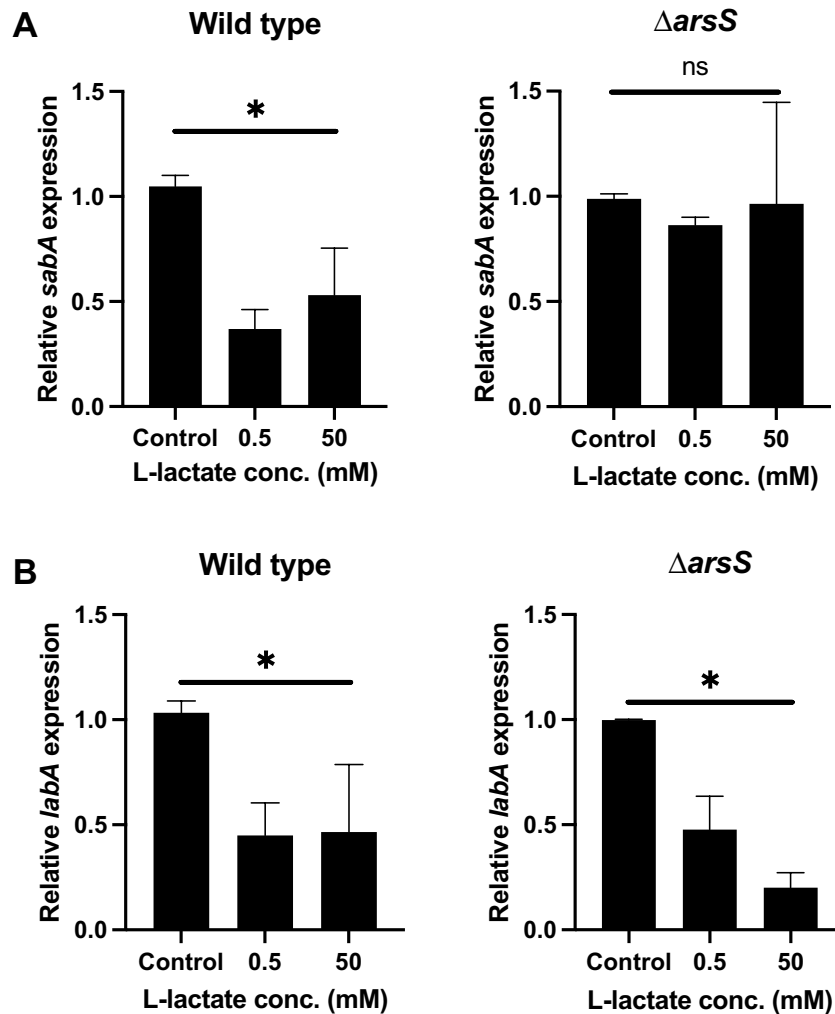 A
Wild type
ΔarsS
Relative sabA expression
1.5
1.0
0.5
0.0
*
Control 0.5 50
L-lactate conc. (mM)
Relative sabA expression
1.5
1.0
0.5
0.0
ns
Control 0.5 50
L-lactate conc. (mM)
B
Wild type
ΔarsS
Relative labA expression
1.5
1.0
0.5
0.0
*
Control 0.5 50
L-lactate conc. (mM)
Relative labA expression
1.5
1.0
0.5
0.0
*
Control 0.5 50
L-lactate conc. (mM)